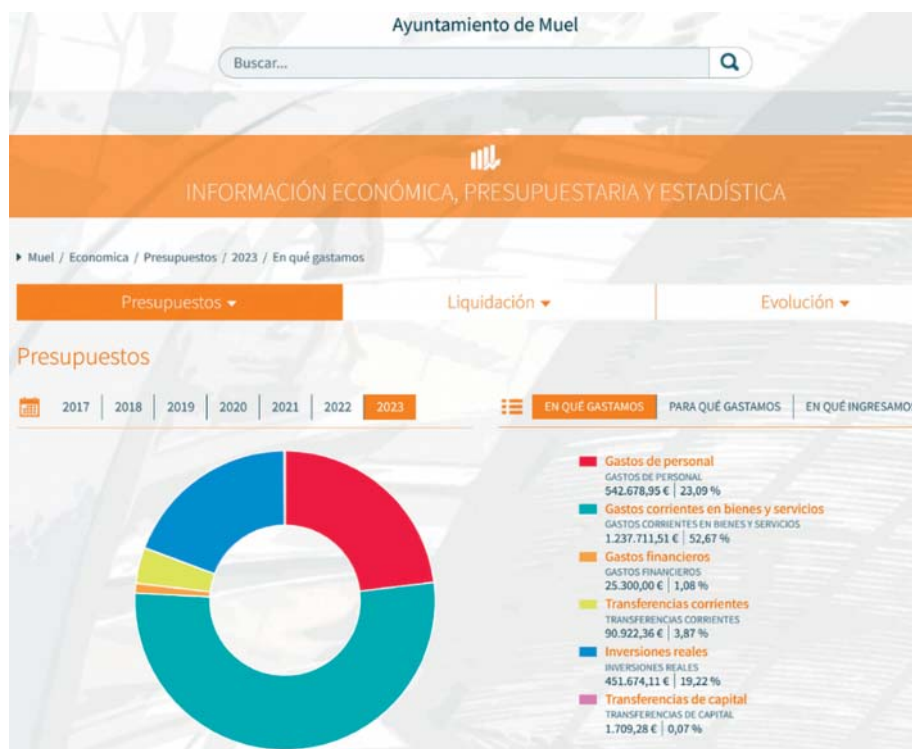 Ayuntamiento de Muel
Buscar...
INFORMACIÓN ECONÓMICA, PRESUPUESTARIA Y ESTADÍSTICA
Muel / Economica / Presupuestos / 2023 / En qué gastamos
Presupuestos Liquidación Evolución
Presupuestos
2017 2018 2019 2020 2021 2022 2023 EN QUÉ GASTAMOS PARA QUÉ GASTAMOS EN QUÉ INGRESAMOS
Gastos de personal
GASTOS DE PERSONAL
542.678,95 € | 23,09 %
Gastos corrientes en bienes y servicios
GASTOS CORRIENTES EN BIENES Y SERVICIOS
1.237.711,51 € | 52,67 %
Gastos financieros
GASTOS FINANCIEROS
25.300,00 € | 1,08 %
Transferencias corrientes
TRANSFERENCIAS CORRIENTES
90.922,36 € | 3,87 %
Inversiones reales
INVERSIONES REALES
451.674,11 € | 19,22 %
Transferencias de capital
TRANSFERENCIAS DE CAPITAL
1.709,28 € | 0,07 %